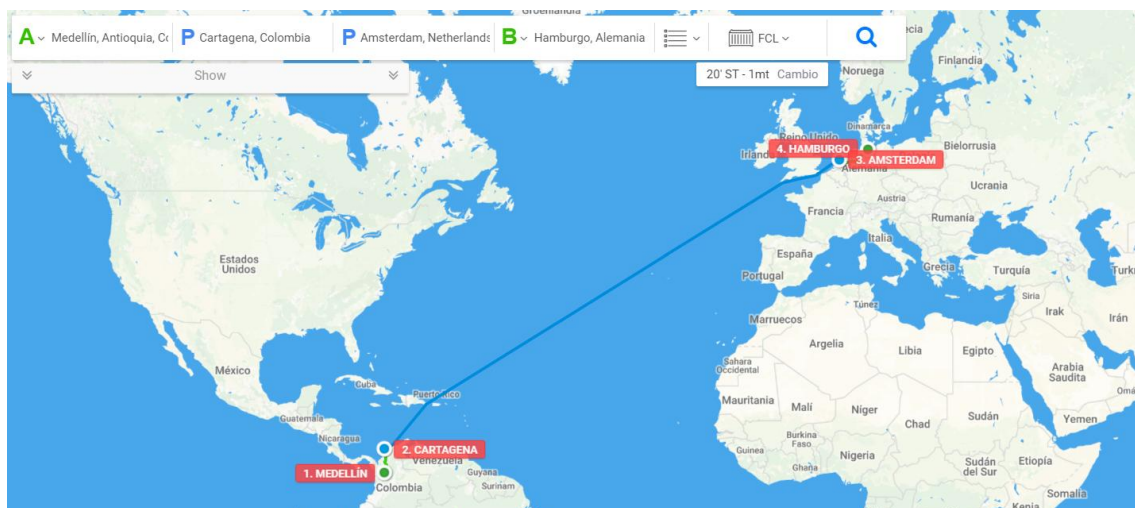 Groenlandia
A Medellín, Antioquia, Co P Cartagena, Colombia P Amsterdam, Netherlands B Hamburgo, Alemania FCL
Show
20' ST - 1mt Cambio
Noruega
Finlandia
Dinamarca
Reino Unido
Bielorrusia
4. HAMBURGO
3. AMSTERDAM
Alemania
Ucrania
Austria
Francia
Rumanía
Italia
España
Grecia
Turquía
Portugal
Estados
Unidos
Túnez
Siria
Irak
Irán
Marruecos
Argelia
Libia
Egipto
Sahara
Occidental
Arabia
Saudita
México
Cuba
Puerto Rico
Mauritania
Malí
Níger
Chad
Sudán
Yemen
Guatemala
Nicaragua
Burkina
Faso
Guinea
Nigeria
Ghana
2. CARTAGENA
Venezuela
1. MEDELLÍN
Guyana
Surinam
Colombia
Sudán
del Sur
Etiopía
Somalia
Kenia